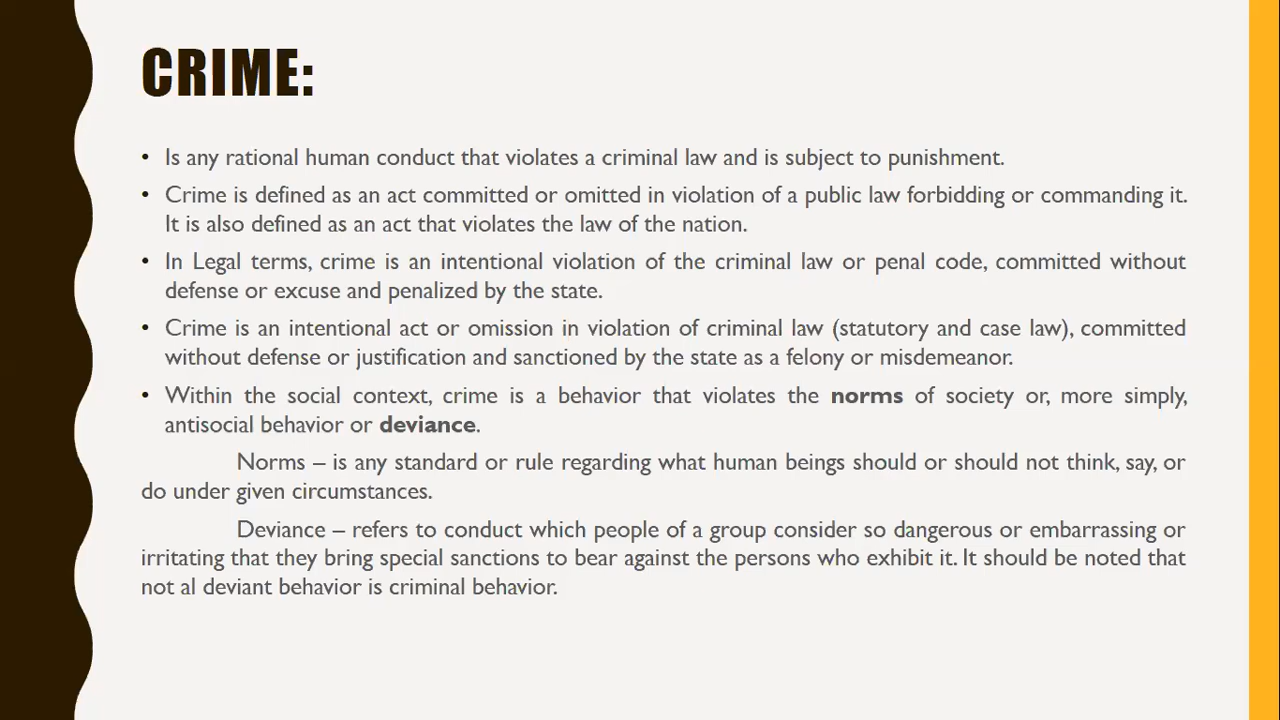 CRIME:
• Is any rational human conduct that violates a criminal law and is subject to punishment.
• Crime is defined as an act committed or omitted in violation of a public law forbidding or commanding it.
It is also defined as an act that violates the law of the nation.
• In Legal terms, crime is an intentional violation of the criminal law or penal code, committed without
defense or excuse and penalized by the state.
• Crime is an intentional act or omission in violation of criminal law (statutory and case law), committed
without defense or justification and sanctioned by the state as a felony or misdemeanor.
• Within the social context, crime is a behavior that violates the norms of society or, more simply,
antisocial behavior or deviance.
Norms – is any standard or rule regarding what human beings should or should not think, say, or
do under given circumstances.
Deviance – refers to conduct which people of a group consider so dangerous or embarrassing or
irritating that they bring special sanctions to bear against the persons who exhibit it. It should be noted that
not al deviant behavior is criminal behavior.